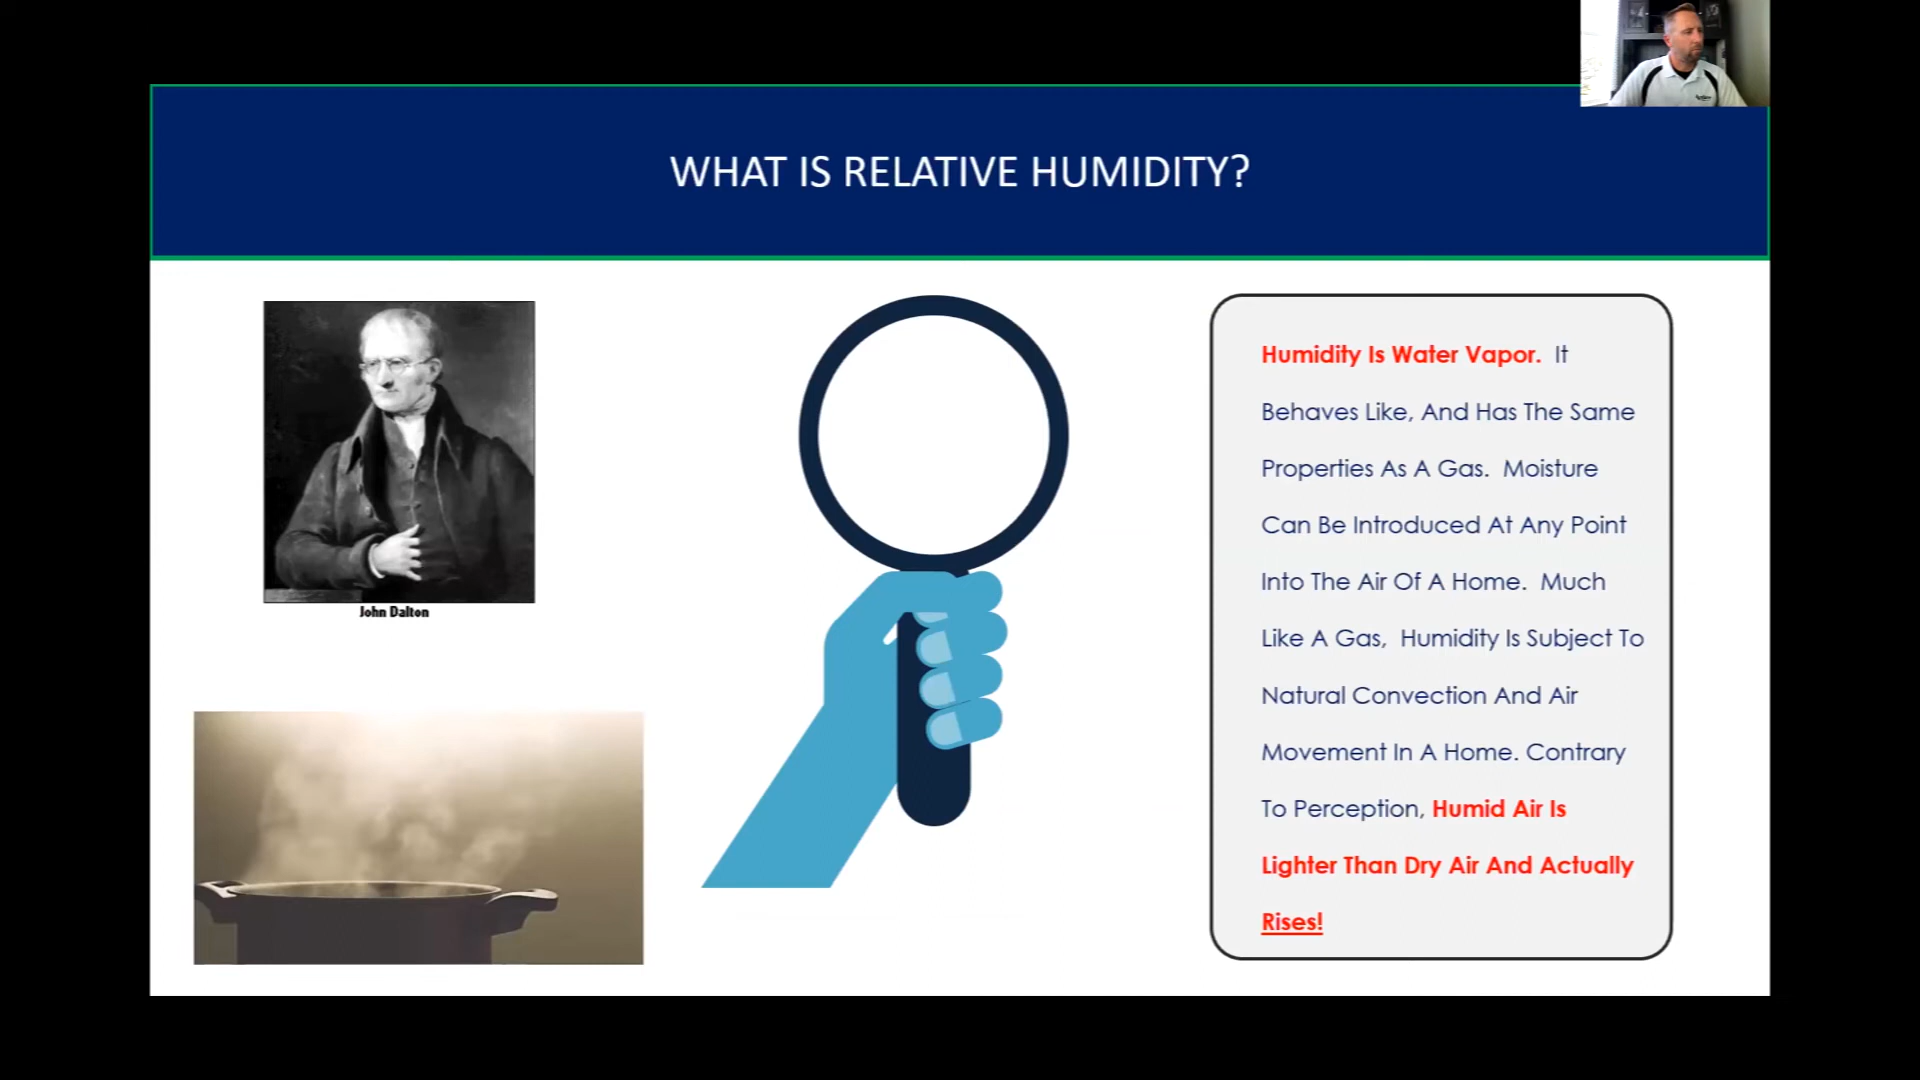 WHAT IS RELATIVE HUMIDITY?
John Dalton
Humidity Is Water Vapor. It
Behaves Like, And Has The Same
Properties As A Gas. Moisture
Can Be Introduced At Any Point
Into The Air Of A Home. Much
Like A Gas, Humidity Is Subject To
Natural Convection And Air
Movement In A Home. Contrary
To Perception, Humid Air Is
Lighter Than Dry Air And Actually
Rises!